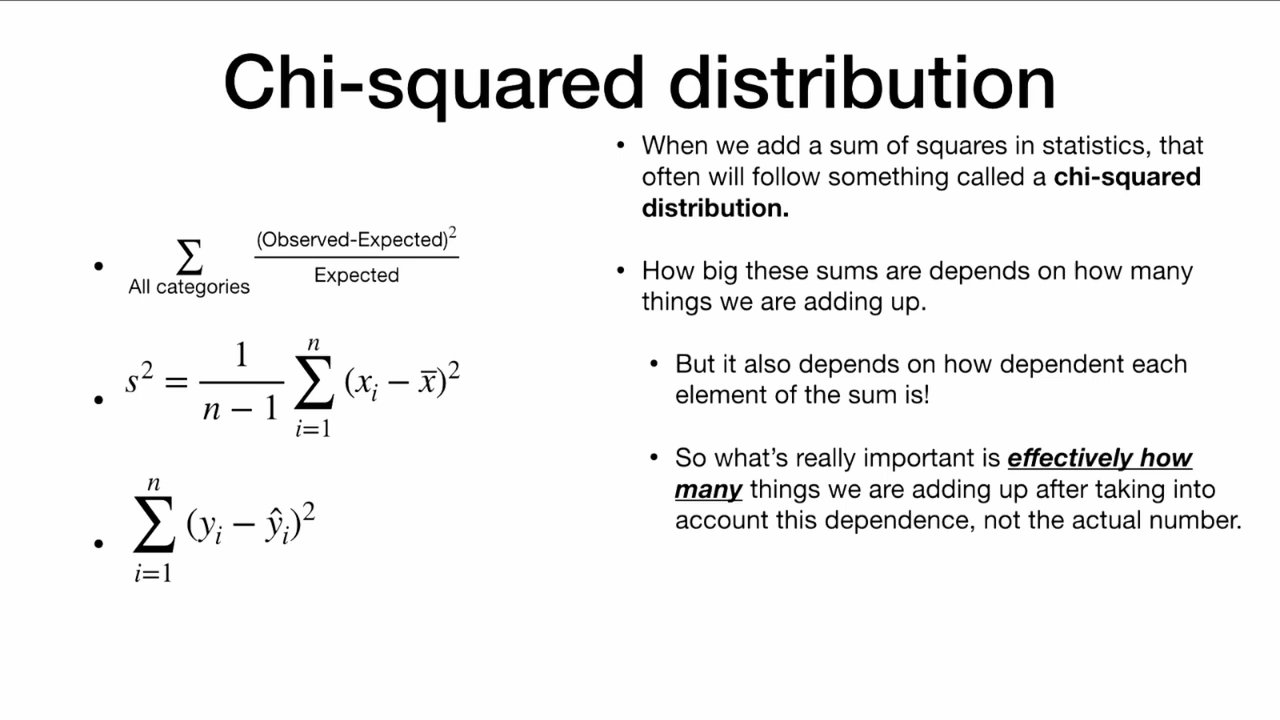 Chi-squared distribution
• ∑ All categories (Observed-Expected)² / Expected
• s² = 1/(n − 1) ∑ i=1 n (xᵢ − x̅)²
• ∑ i=1 n (yᵢ − ŷᵢ)²
• When we add a sum of squares in statistics, that
often will follow something called a chi-squared
distribution.
• How big these sums are depends on how many
things we are adding up.
• But it also depends on how dependent each
element of the sum is!
• So what’s really important is effectively how
many things we are adding up after taking into
account this dependence, not the actual number.